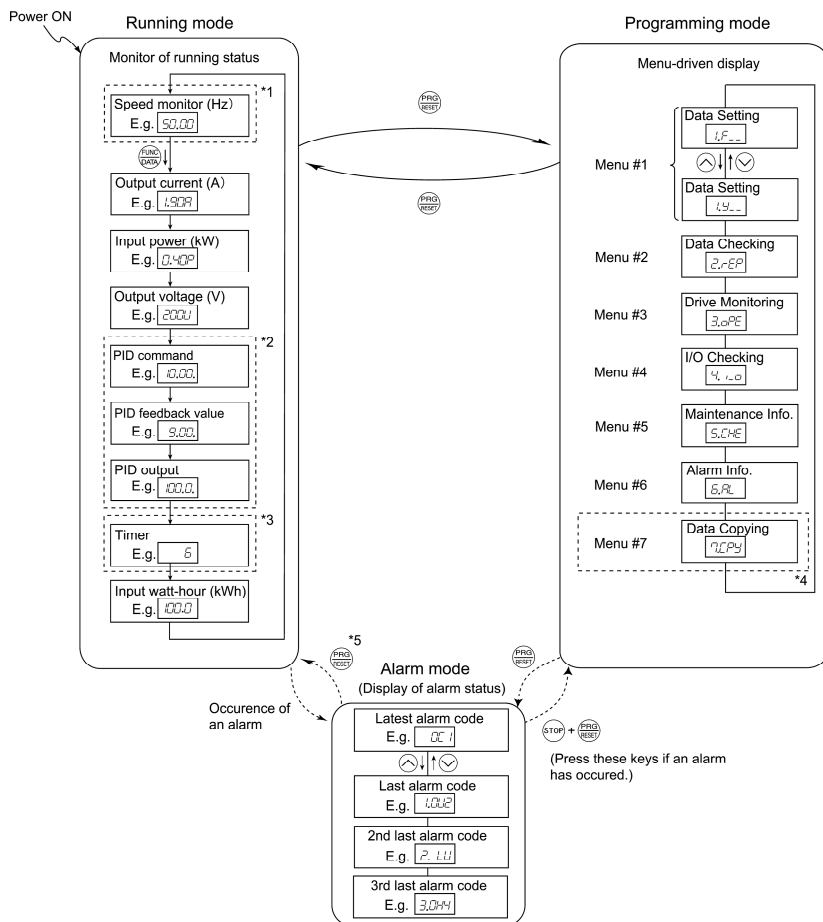 Power ON
Running mode
Monitor of running status
*1
Speed monitor (Hz)
E.g. 50.00
FUNC
DATA
Output current (A)
E.g. 1.90A
Input power (kW)
E.g. 0.40P
Output voltage (V)
E.g. 200U
*2
PID command
E.g. 10.00.
PID feedback value
E.g. 9.00.
PID output
E.g. 100.0.
*3
Timer
E.g. 6
Input watt-hour (kWh)
E.g. 100.0
PRG
RESET
PRG
RESET
Programming mode
Menu-driven display
Menu #1
Data Setting
1.F__
Data Setting
1.y__
Menu #2
Data Checking
2.rEP
Menu #3
Drive Monitoring
3.oPE
Menu #4
I/O Checking
4.i_o
Menu #5
Maintenance Info.
5.CHE
Menu #6
Alarm Info.
6.AL
Menu #7
Data Copying
7.CPY
*4
*5
PRG
RESET
Occurence of
an alarm
Alarm mode
(Display of alarm status)
PRG
RESET
STOP + PRG
RESET
(Press these keys if an alarm
has occured.)
Latest alarm code
E.g. OC1
Last alarm code
E.g. 1.OU2
2nd last alarm code
E.g. 2. LU
3rd last alarm code
E.g. 3.OH4